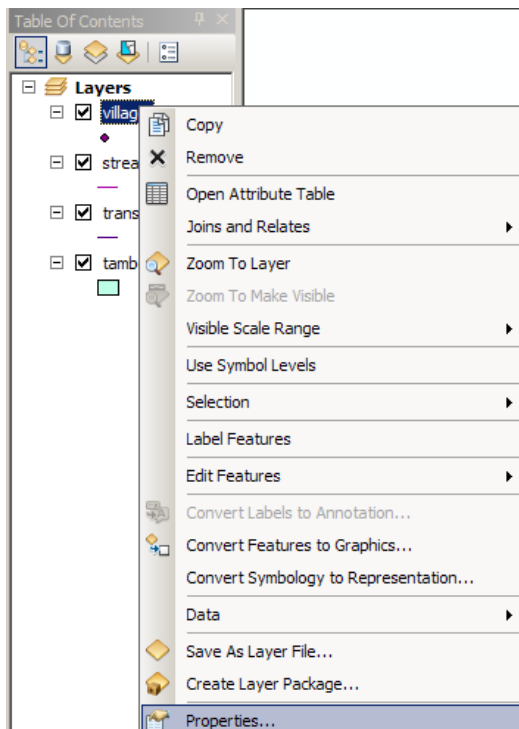 Table Of Contents
Layers
villag
strea
trans
tamb
Copy
Remove
Open Attribute Table
Joins and Relates
Zoom To Layer
Zoom To Make Visible
Visible Scale Range
Use Symbol Levels
Selection
Label Features
Edit Features
Convert Labels to Annotation...
Convert Features to Graphics...
Convert Symbology to Representation...
Data
Save As Layer File...
Create Layer Package...
Properties...